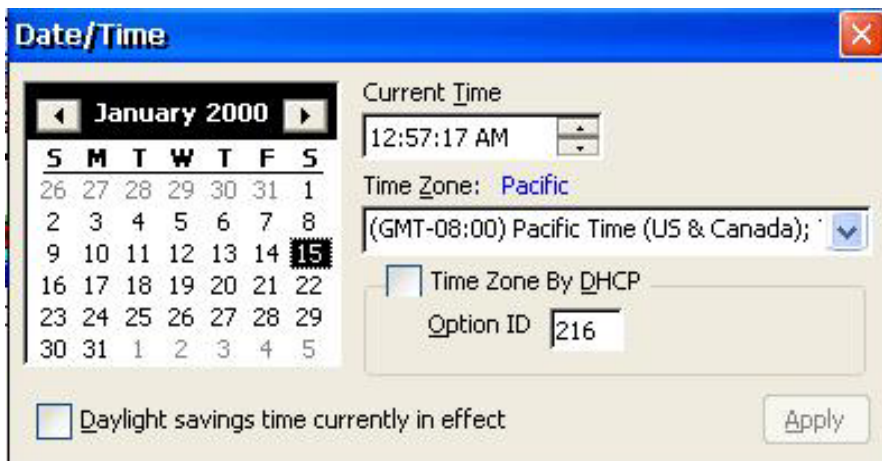 Date/Time
January 2000
S M T W T F S
26 27 28 29 30 31 1
2 3 4 5 6 7 8
9 10 11 12 13 14 15
16 17 18 19 20 21 22
23 24 25 26 27 28 29
30 31 1 2 3 4 5
Current Time
12:57:17 AM
Time Zone: Pacific
(GMT-08:00) Pacific Time (US & Canada);
Time Zone By DHCP
Option ID 216
Daylight savings time currently in effect
Apply